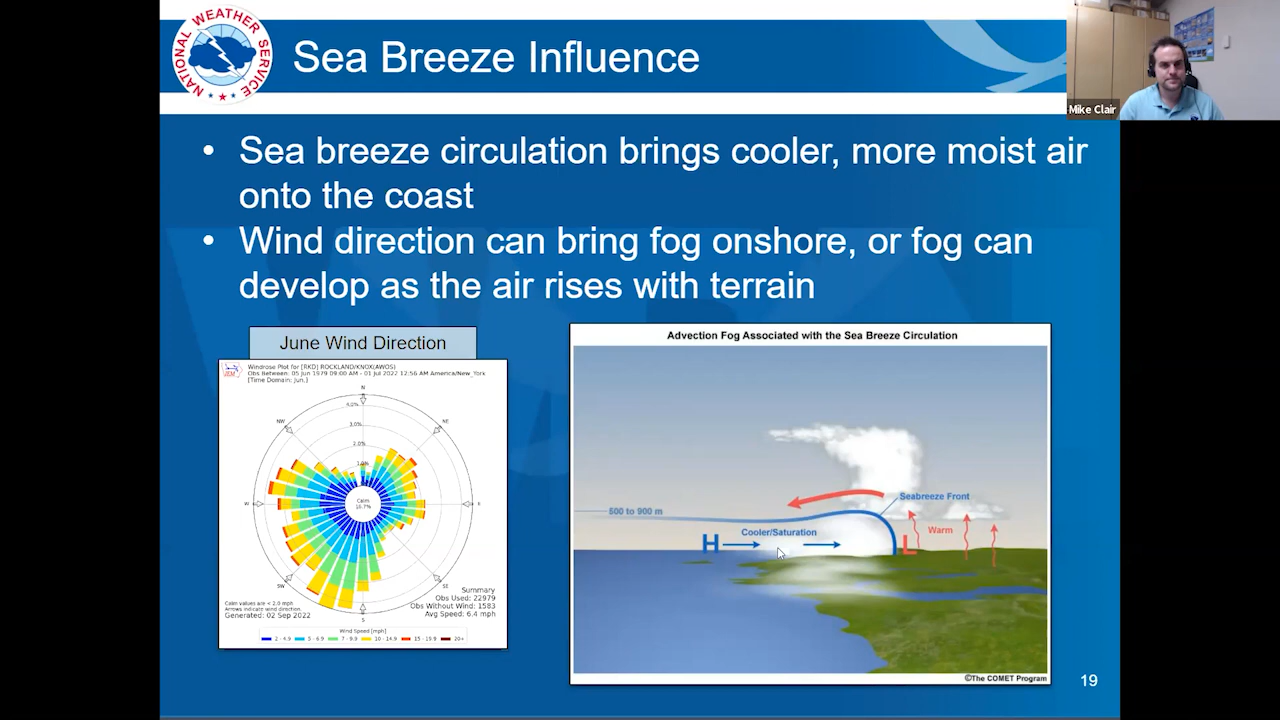 NATIONAL WEATHER SERVICE
Sea Breeze Influence
Mike Clair
• Sea breeze circulation brings cooler, more moist air
onto the coast
• Wind direction can bring fog onshore, or fog can
develop as the air rises with terrain
June Wind Direction
Windrose Plot for [RKD] ROCKLAND/KNOX(AWOS)
Obs Between: 05 Jun 1979 09:00 AM - 01 Jul 2022 12:56 AM America/New_York
[Time Domain: Jun,]
N
NE
E
SE
S
SW
W
NW
4.0%
3.0%
2.0%
1.0%
Calm
16.7%
Summary
Obs Used: 22979
Obs Without Wind: 1583
Avg Speed: 6.4 mph
Calm values are < 2.0 mph
Arrows indicate wind direction.
Generated: 02 Sep 2022
Wind Speed [mph]
2 - 4.9 5 - 6.9 7 - 9.9 10 - 14.9 15 - 19.9 20+
Advection Fog Associated with the Sea Breeze Circulation
500 to 900 m
Seabreeze Front
Cooler/Saturation
Warm
H
L
©The COMET Program
19